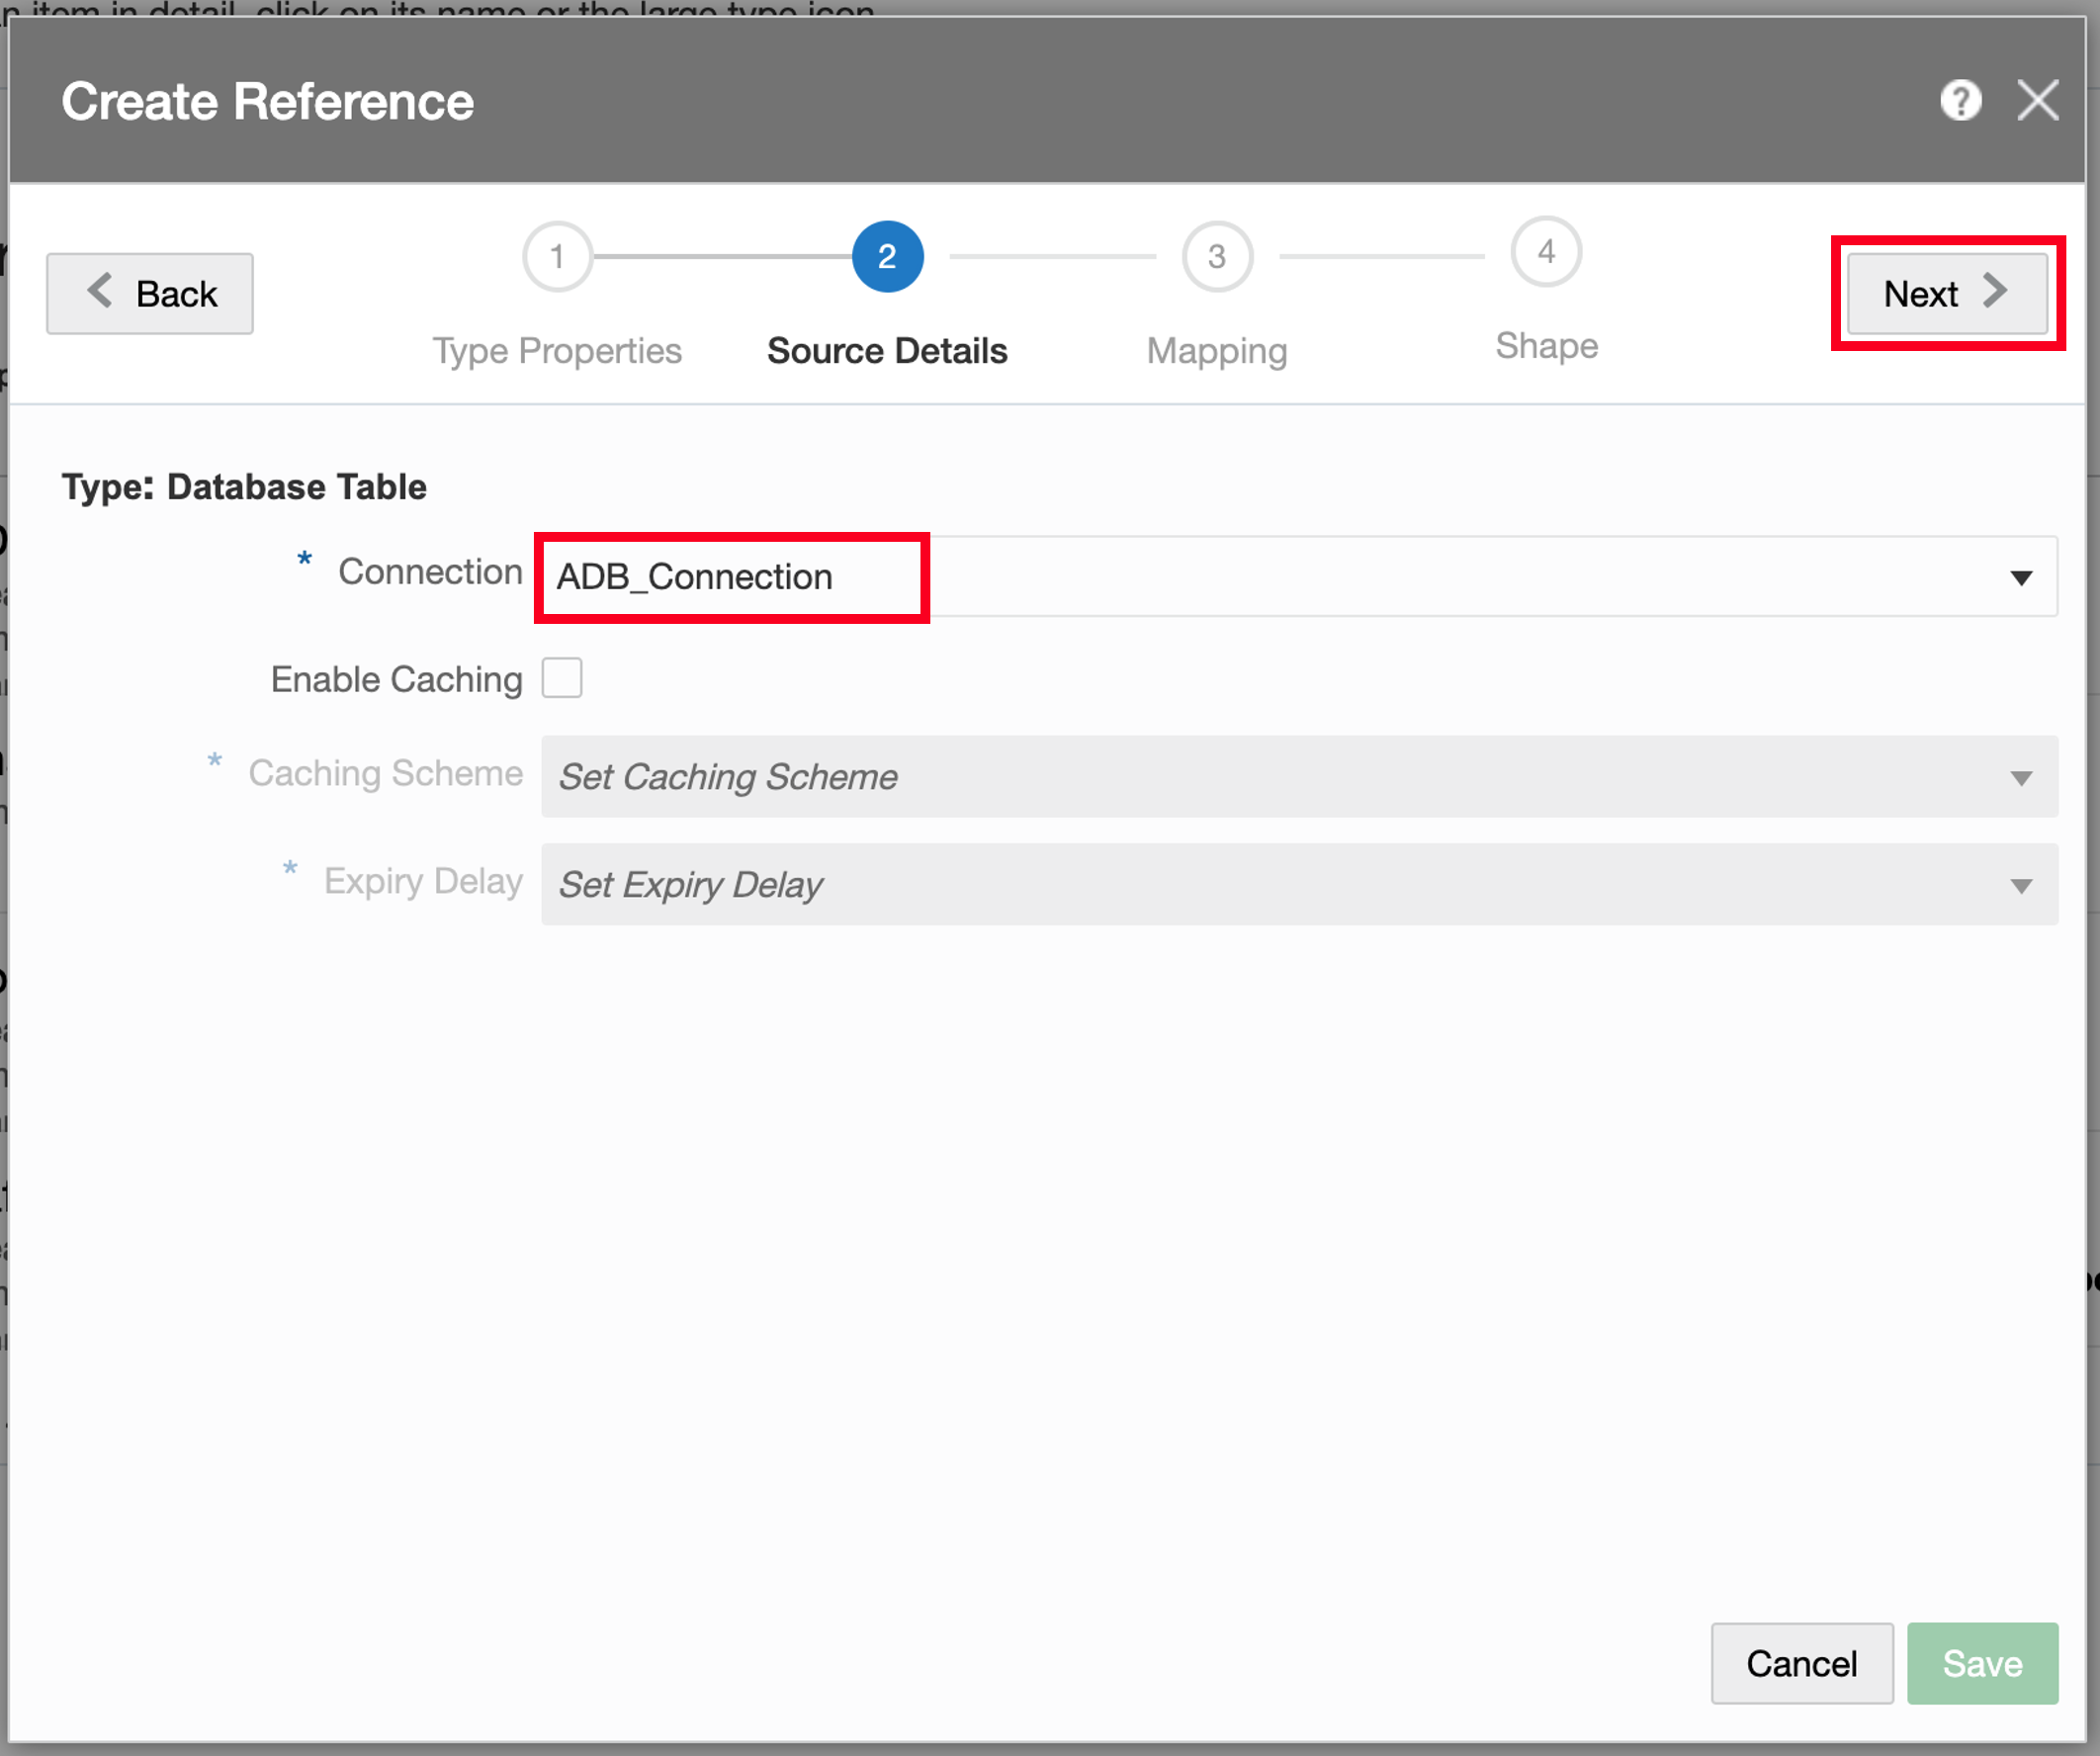 item in detail, click on its name or the large type icon
Create Reference
?
Back
1
2
3
4
Next
Type Properties
Source Details
Mapping
Shape
Type: Database Table
* Connection
ADB_Connection
Enable Caching
* Caching Scheme
Set Caching Scheme
* Expiry Delay
Set Expiry Delay
Cancel
Save